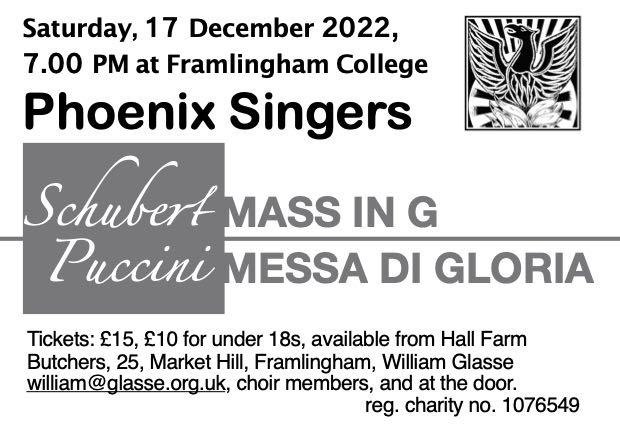 Saturday, 17 December 2022,
7.00 PM at Framlingham College
Phoenix Singers
Schubert MASS IN G
Puccini MESSA DI GLORIA
Tickets: £15, £10 for under 18s, available from Hall Farm
Butchers, 25, Market Hill, Framlingham, William Glasse
william@glasse.org.uk, choir members, and at the door.
reg. charity no. 1076549